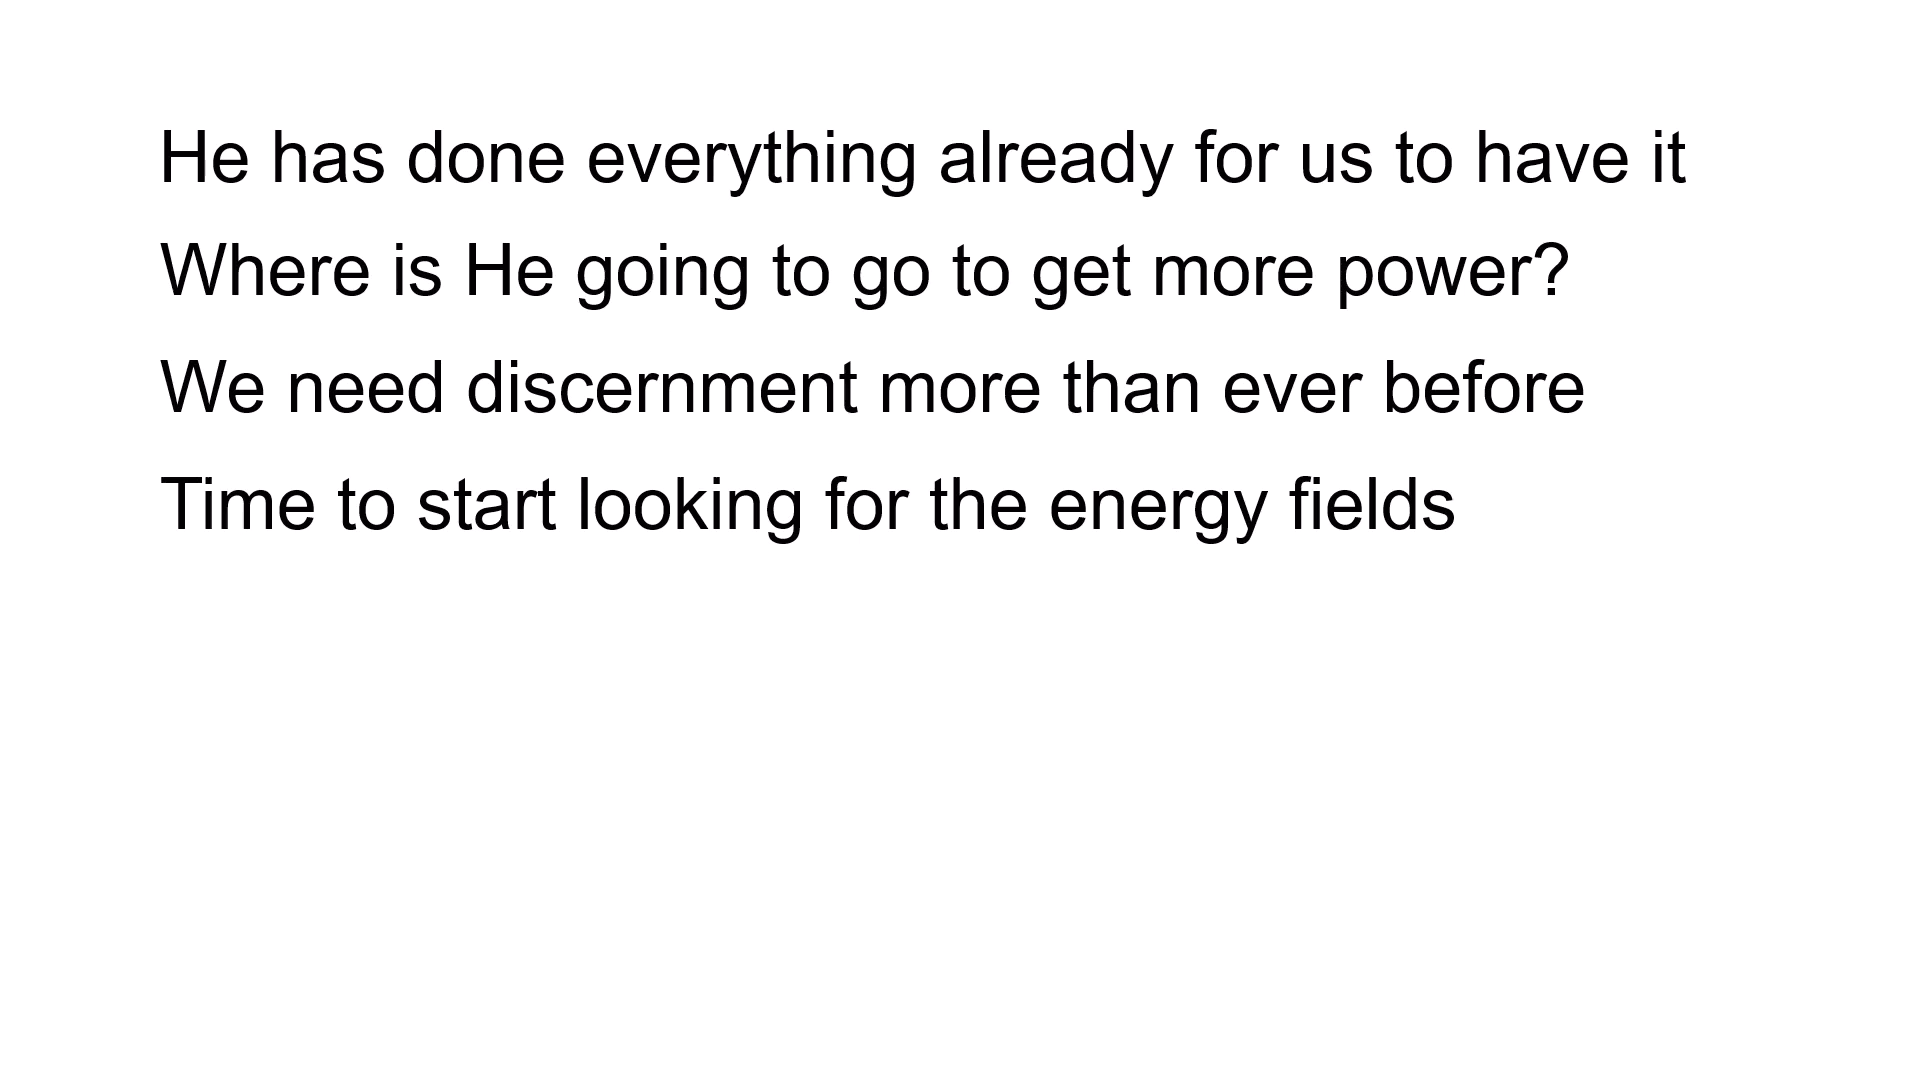 He has done everything already for us to have it
Where is He going to go to get more power?
We need discernment more than ever before
Time to start looking for the energy fields